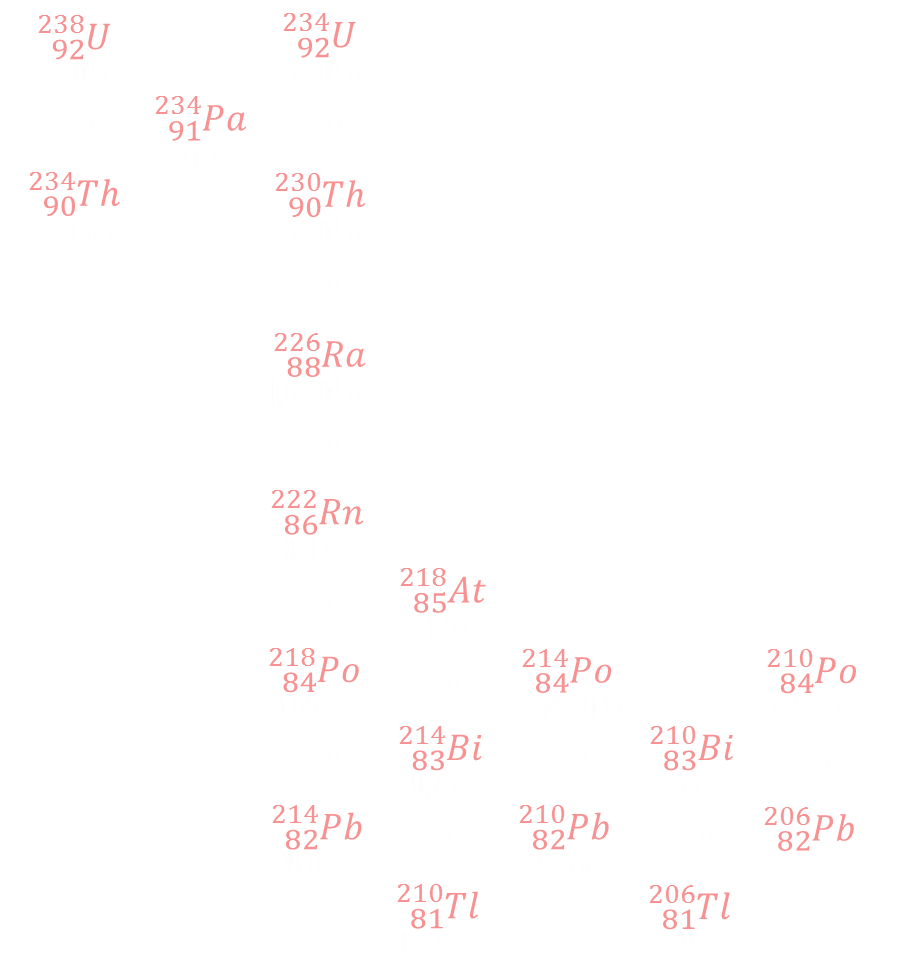 ²³⁸₉₂U ²³⁴₉₂U
²³⁴₉₁Pa
²³⁴₉₀Th ²³⁰₉₀Th
²²⁶₈₈Ra
²²²₈₆Rn
²¹⁸₈₅At
²¹⁸₈₄Po ²¹⁴₈₄Po ²¹⁰₈₄Po
²¹⁴₈₃Bi ²¹⁰₈₃Bi
²¹⁴₈₂Pb ²¹⁰₈₂Pb ²⁰⁶₈₂Pb
²¹⁰₈₁Tl ²⁰⁶₈₁Tl